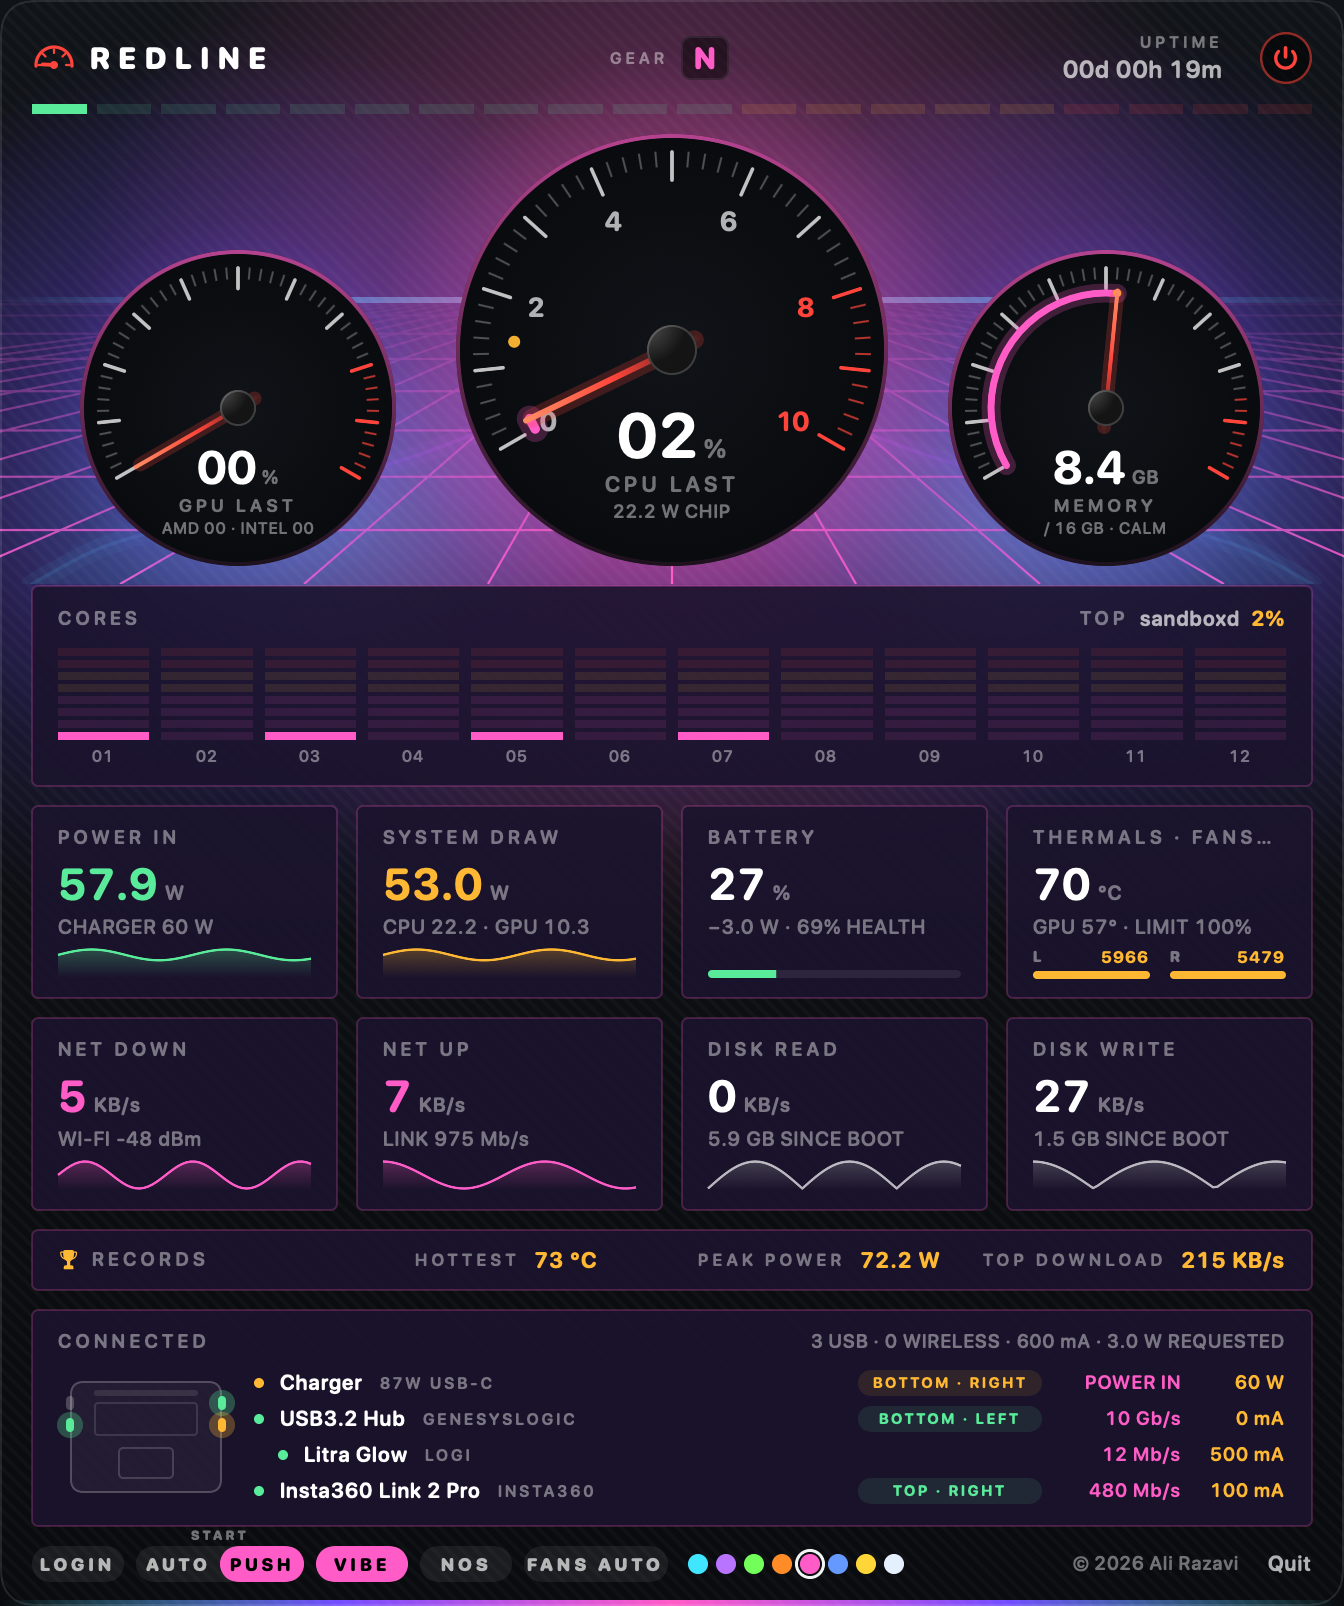 REDLINE
GEAR N
UPTIME
00d 00h 19m
4 6
2 8
0 10
02 %
CPU LAST
22.2 W CHIP
00 %
GPU LAST
AMD 00 · INTEL 00
8.4 GB
MEMORY
/ 16 GB · CALM
CORES TOP sandboxd 2%
01 02 03 04 05 06 07 08 09 10 11 12
POWER IN
57.9 W
CHARGER 60 W
SYSTEM DRAW
53.0 W
CPU 22.2 · GPU 10.3
BATTERY
27 %
−3.0 W · 69% HEALTH
THERMALS · FANS...
70 °C
GPU 57° · LIMIT 100%
L 5966 R 5479
NET DOWN
5 KB/s
WI-FI -48 dBm
NET UP
7 KB/s
LINK 975 Mb/s
DISK READ
0 KB/s
5.9 GB SINCE BOOT
DISK WRITE
27 KB/s
1.5 GB SINCE BOOT
RECORDS HOTTEST 73 °C PEAK POWER 72.2 W TOP DOWNLOAD 215 KB/s
CONNECTED 3 USB · 0 WIRELESS · 600 mA · 3.0 W REQUESTED
Charger 87W USB-C BOTTOM · RIGHT POWER IN 60 W
USB3.2 Hub GENESYSLOGIC BOTTOM · LEFT 10 Gb/s 0 mA
Litra Glow LOGI 12 Mb/s 500 mA
Insta360 Link 2 Pro INSTA360 TOP · RIGHT 480 Mb/s 100 mA
START
LOGIN AUTO PUSH VIBE NOS FANS AUTO © 2026 Ali Razavi Quit